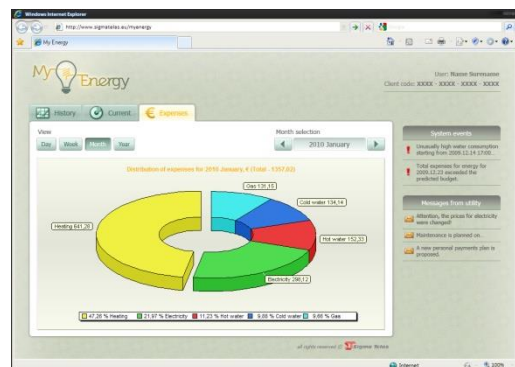 Windows Internet Explorer
http://www.sigmatelas.eu/myenergy
My Energy
My Energy
User: Name Surname
Client code: XXXX - XXXX - XXXX - XXXX
History
Current
Expenses
View
Day
Week
Month
Year
Month selection
2010 January
Distribution of expenses for 2010 January, € (Total - 1357,02)
Gas 131,15
Cold water 134,14
Hot water 152,33
Electricity 298,12
Heating 641,28
47,26 % Heating
21,97 % Electricity
11,23 % Hot water
9,88 % Cold water
9,66 % Gas
System events
Unusually high water consumption
starting from 2009.12.14 17:00..
Total expenses for energy for
2009.12.23 exceeded the
predicted budget.
Messages from utility
Attention, the prices for electricity
were changed!
Maintenance is planned on..
A new personal payments plan is
proposed.
all rights reserved ©
Internet
100%